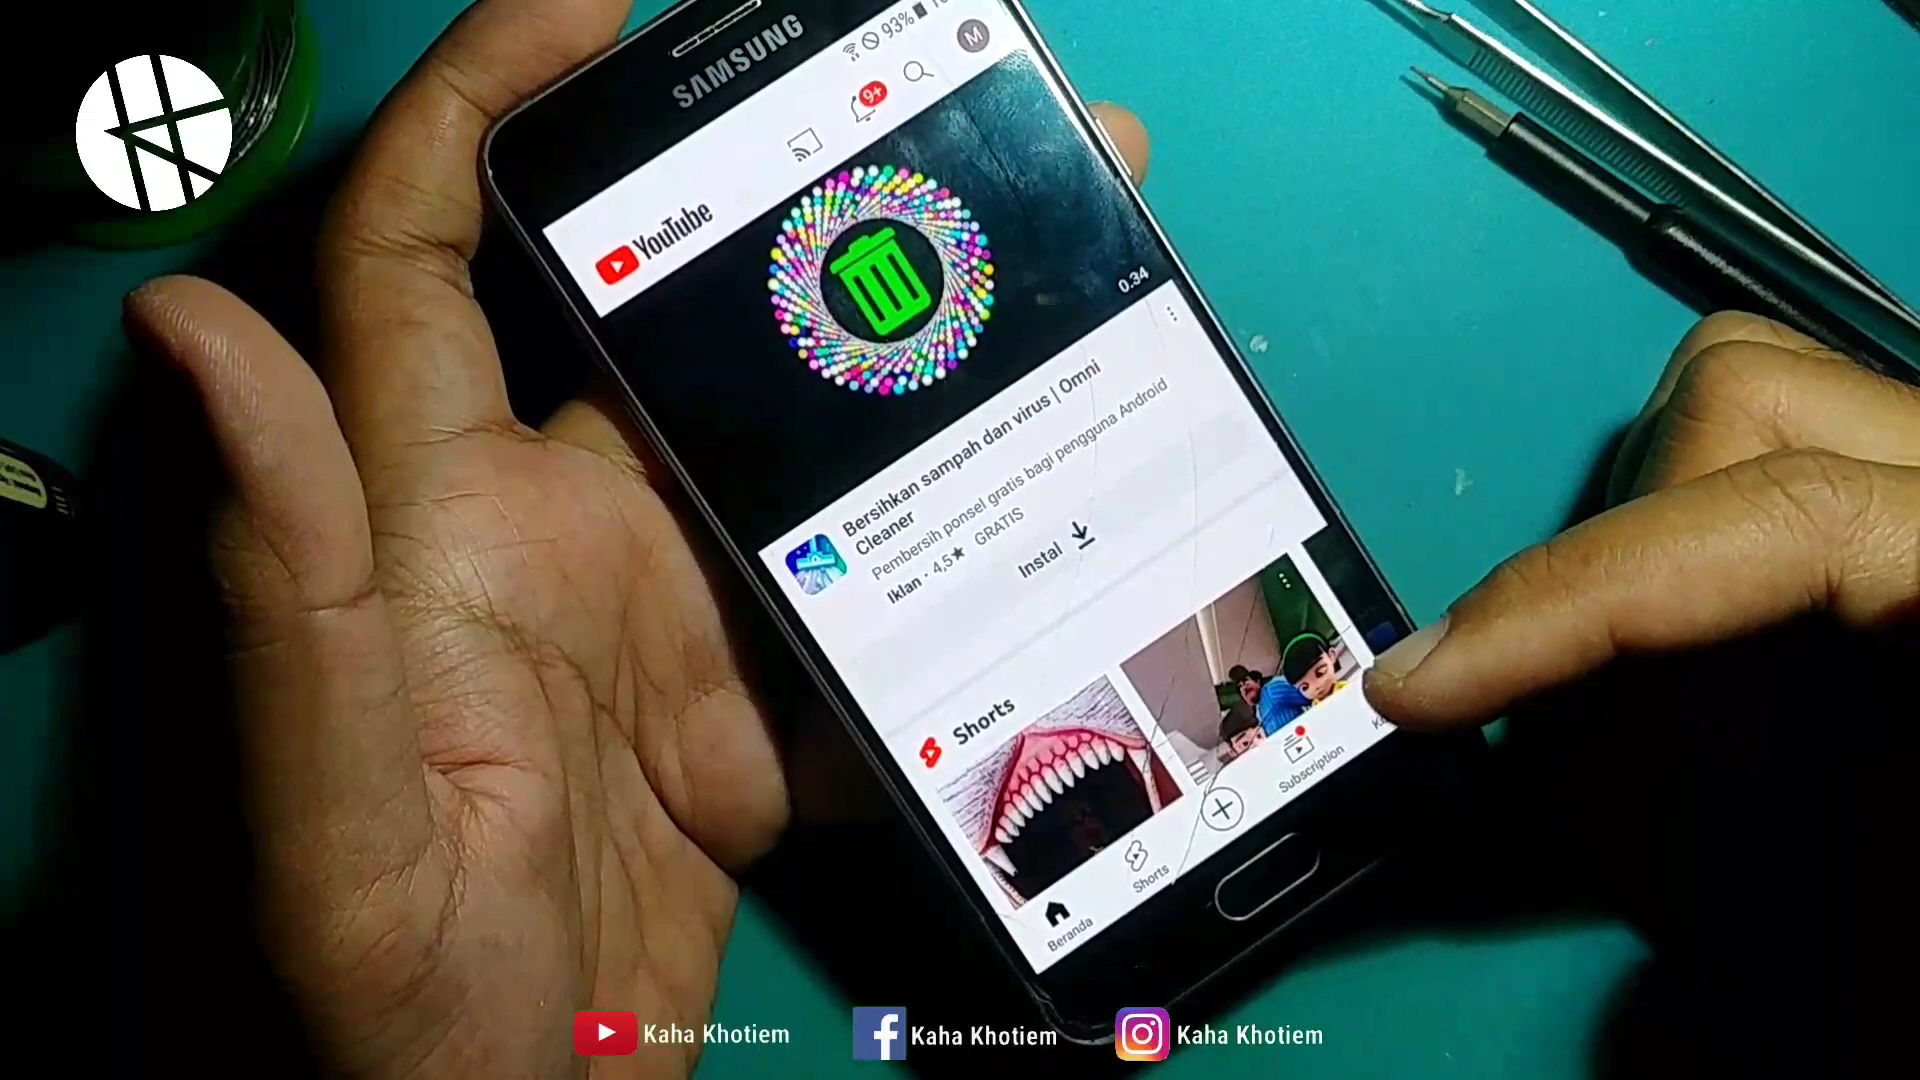 SAMSUNG
93%
M
9+
YouTube
0.34
Bersihkan sampah dan virus | Omni
Cleaner
Pembersih ponsel gratis bagi pengguna Android
Iklan · 4,5★ GRATIS
Instal
Shorts
Beranda
Shorts
Subscription
Kaha Khotiem
Kaha Khotiem
Kaha Khotiem